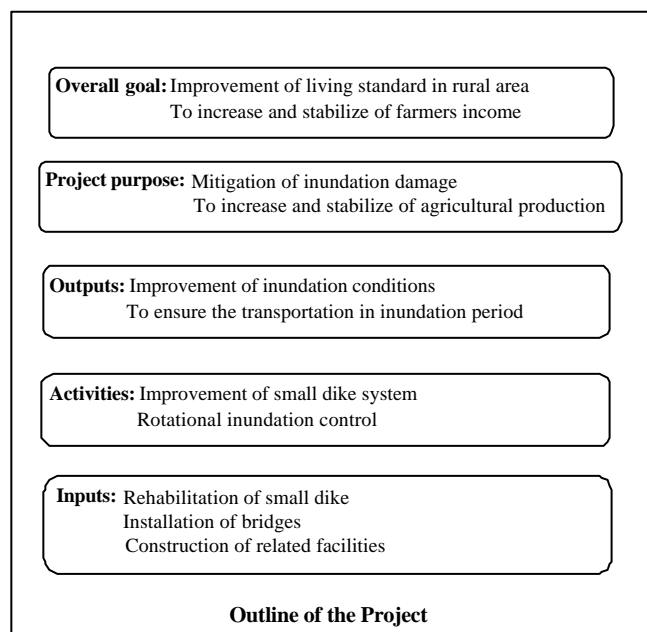 Overall goal: Improvement of living standard in rural area
To increase and stabilize of farmers income
Project purpose: Mitigation of inundation damage
To increase and stabilize of agricultural production
Outputs: Improvement of inundation conditions
To ensure the transportation in inundation period
Activities: Improvement of small dike system
Rotational inundation control
Inputs: Rehabilitation of small dike
Installation of bridges
Construction of related facilities
Outline of the Project